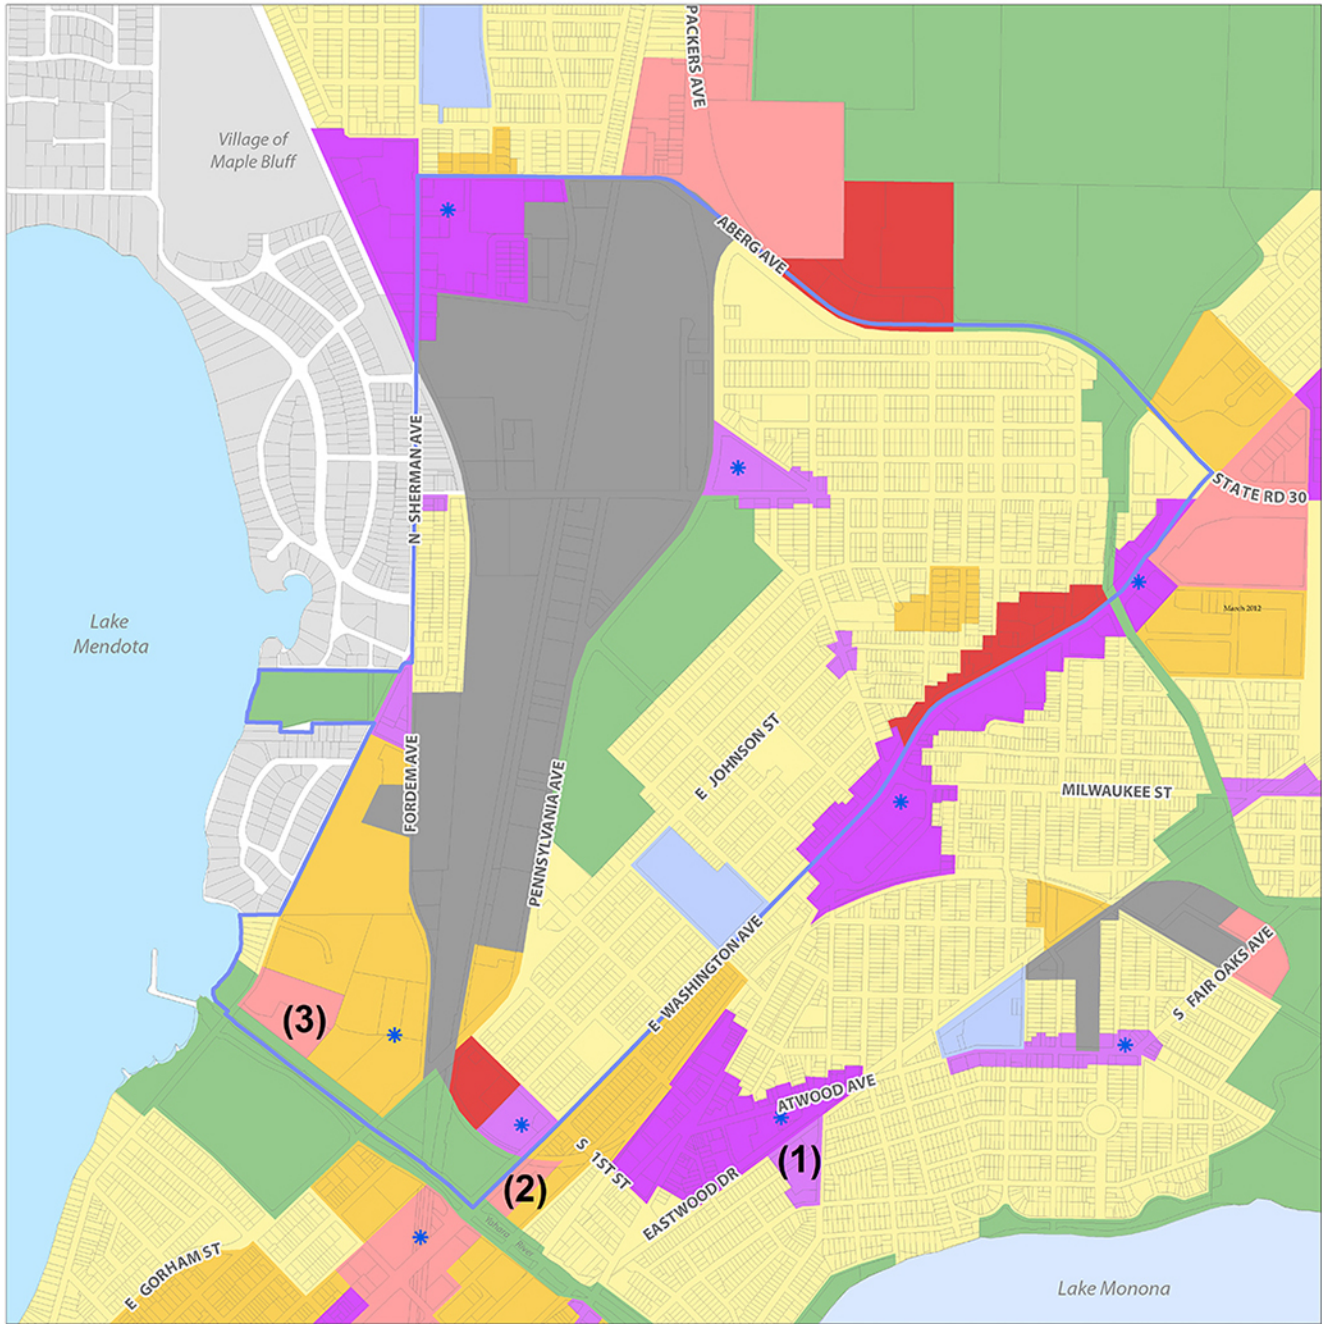 PACKERS AVE
Village of
Maple Bluff
ABERG AVE
N SHERMAN AVE
STATE RD 30
March 2012
Lake
Mendota
E JOHNSON ST
FORDEM AVE
PENNSYLVANIA AVE
MILWAUKEE ST
E WASHINGTON AVE
S FAIR OAKS AVE
(3)
ATWOOD AVE
(1)
S 1ST ST
(2)
EASTWOOD DR
Yahara River
E GORHAM ST
Lake Monona